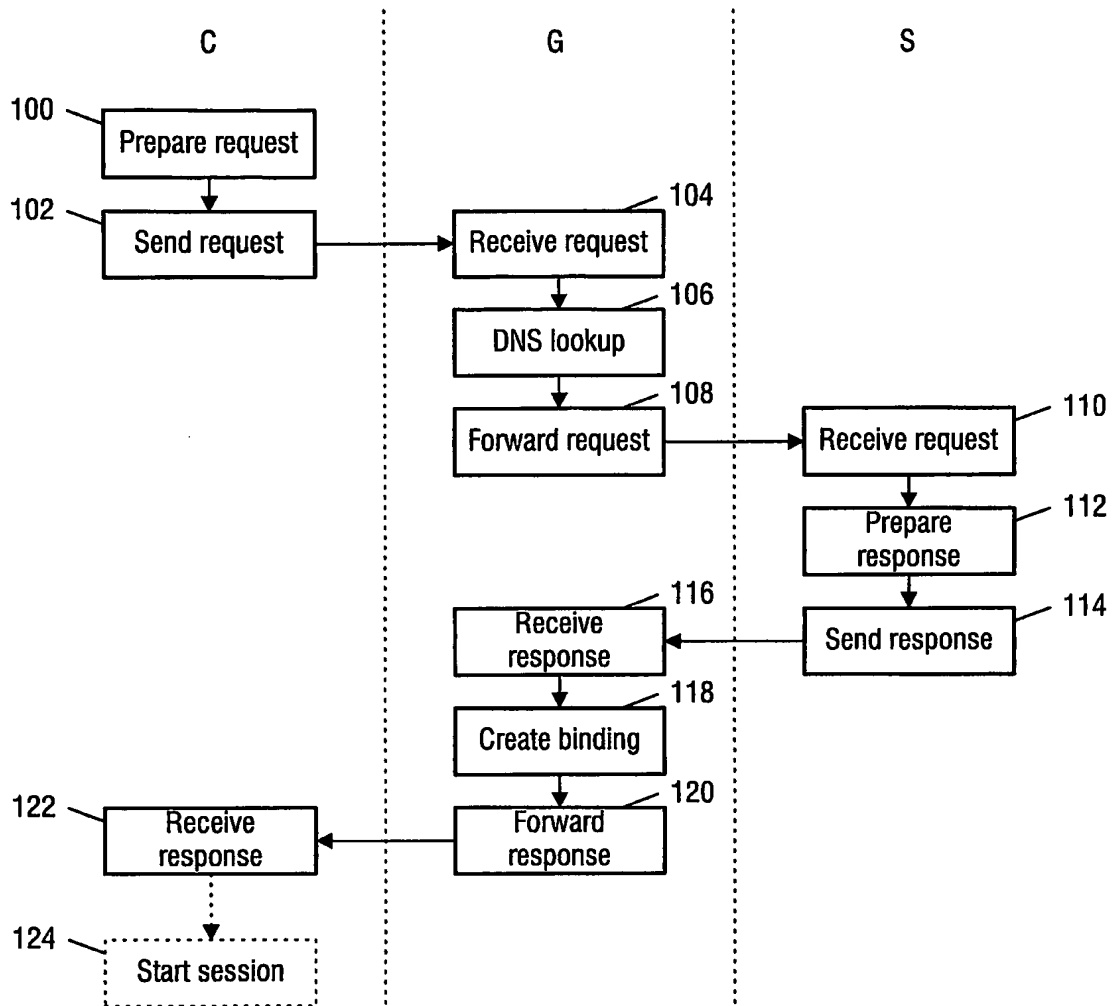 C
G
S
100
Prepare request
102
Send request
104
Receive request
106
DNS lookup
108
Forward request
110
Receive request
112
Prepare
response
114
Send response
116
Receive
response
118
Create binding
120
Forward
response
122
Receive
response
124
Start session